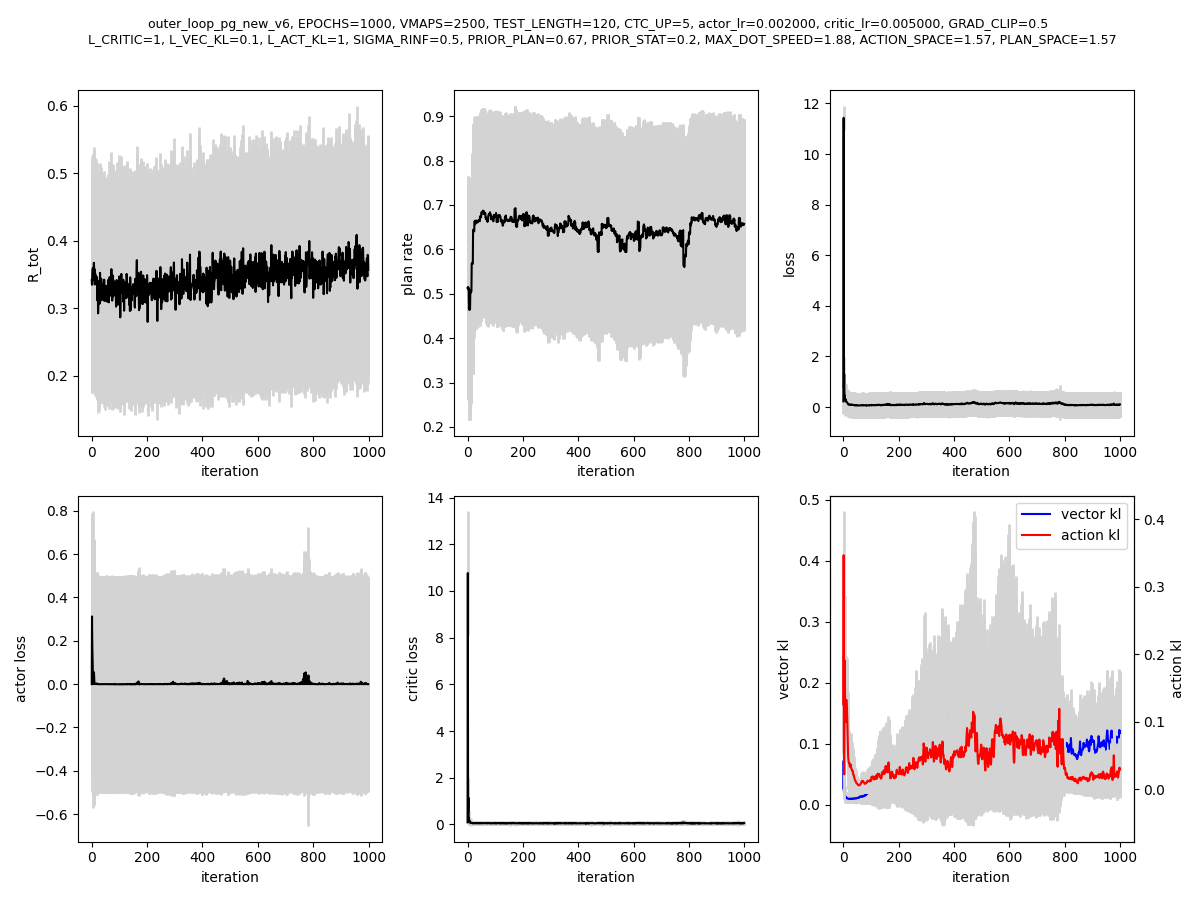 outer_loop_pg_new_v6, EPOCHS=1000, VMAPS=2500, TEST_LENGTH=120, CTC_UP=5, actor_lr=0.002000, critic_lr=0.005000, GRAD_CLIP=0.5
L_CRITIC=1, L_VEC_KL=0.1, L_ACT_KL=1, SIGMA_RINF=0.5, PRIOR_PLAN=0.67, PRIOR_STAT=0.2, MAX_DOT_SPEED=1.88, ACTION_SPACE=1.57, PLAN_SPACE=1.57
0.6
0.5
0.4
0.3
0.2
R_tot
0 200 400 600 800 1000
iteration
0.9
0.8
0.7
0.6
0.5
0.4
0.3
0.2
plan rate
0 200 400 600 800 1000
iteration
12
10
8
6
4
2
0
loss
0 200 400 600 800 1000
iteration
0.8
0.6
0.4
0.2
0.0
−0.2
−0.4
−0.6
actor loss
0 200 400 600 800 1000
iteration
14
12
10
8
6
4
2
0
critic loss
0 200 400 600 800 1000
iteration
vector kl
action kl
0.5
0.4
0.3
0.2
0.1
0.0
vector kl
0.4
0.3
0.2
0.1
0.0
action kl
0 200 400 600 800 1000
iteration